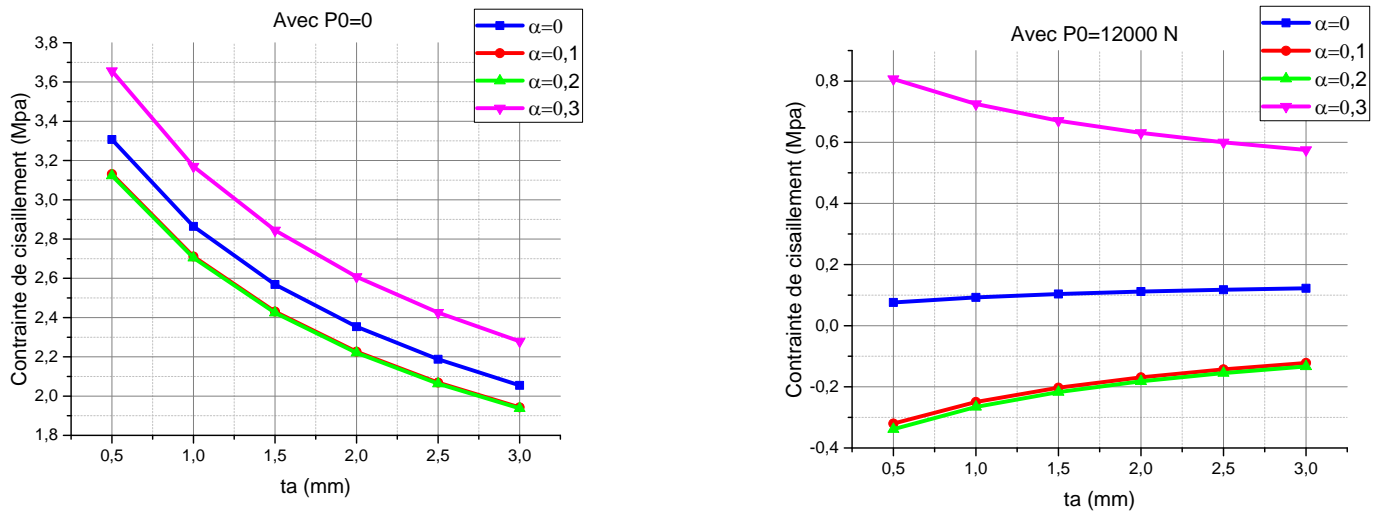 Avec P0=0
α=0
α=0,1
α=0,2
α=0,3
Contrainte de cisaillement (Mpa)
3,8
3,6
3,4
3,2
3,0
2,8
2,6
2,4
2,2
2,0
1,8
0,5 1,0 1,5 2,0 2,5 3,0
ta (mm)
Avec P0=12000 N
α=0
α=0,1
α=0,2
α=0,3
Contrainte de cisaillement (Mpa)
0,8
0,6
0,4
0,2
0,0
-0,2
-0,4
0,5 1,0 1,5 2,0 2,5 3,0
ta (mm)